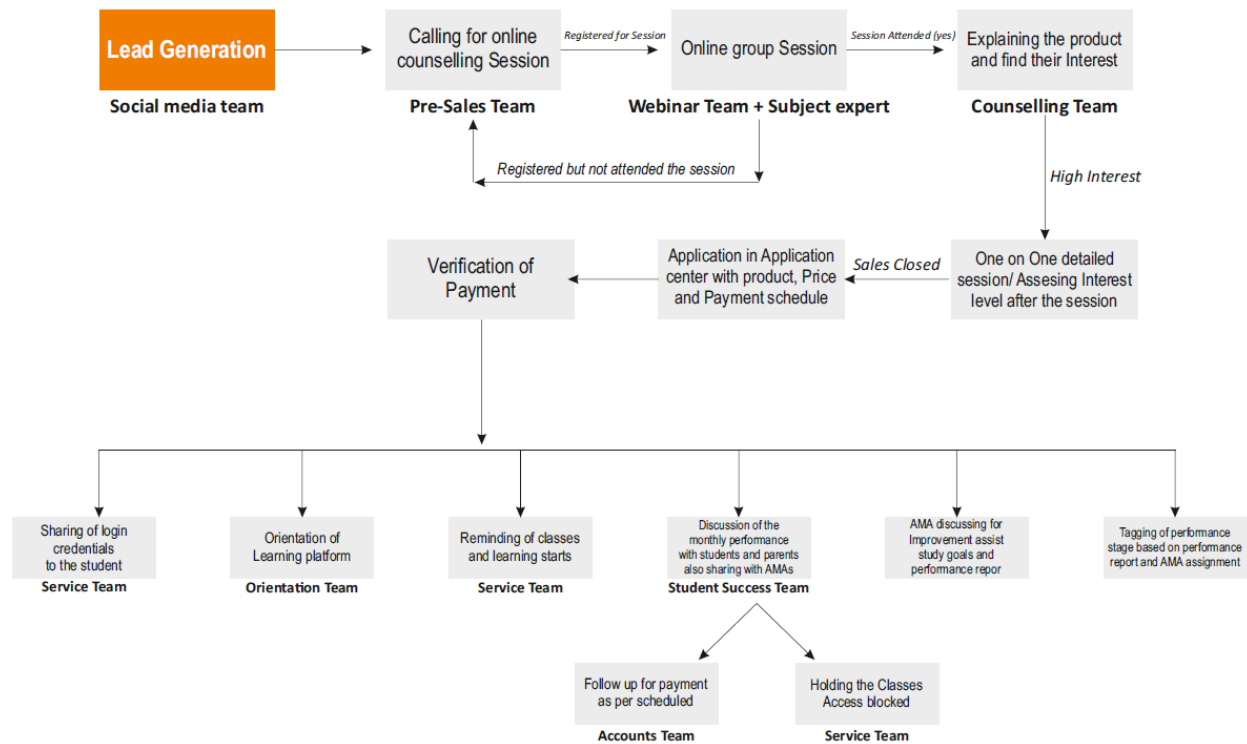 Lead Generation
Social media team
Calling for online
counselling Session
Pre-Sales Team
Registered for Session
Online group Session
Webinar Team + Subject expert
Session Attended (yes)
Explaining the product
and find their Interest
Counselling Team
Registered but not attended the session
High Interest
One on One detailed
session/ Assesing Interest
level after the session
Sales Closed
Application in Application
center with product, Price
and Payment schedule
Verification of
Payment
Sharing of login
credentials
to the student
Service Team
Orientation of
Learning platform
Orientation Team
Reminding of classes
and learning starts
Service Team
Discussion of the
monthly performance
with students and parents
also sharing with AMAs
Student Success Team
AMA discussing for
Improvement assist
study goals and
performance repor
Tagging of performance
stage based on performance
report and AMA assignment
Follow up for payment
as per scheduled
Accounts Team
Holding the Classes
Access blocked
Service Team